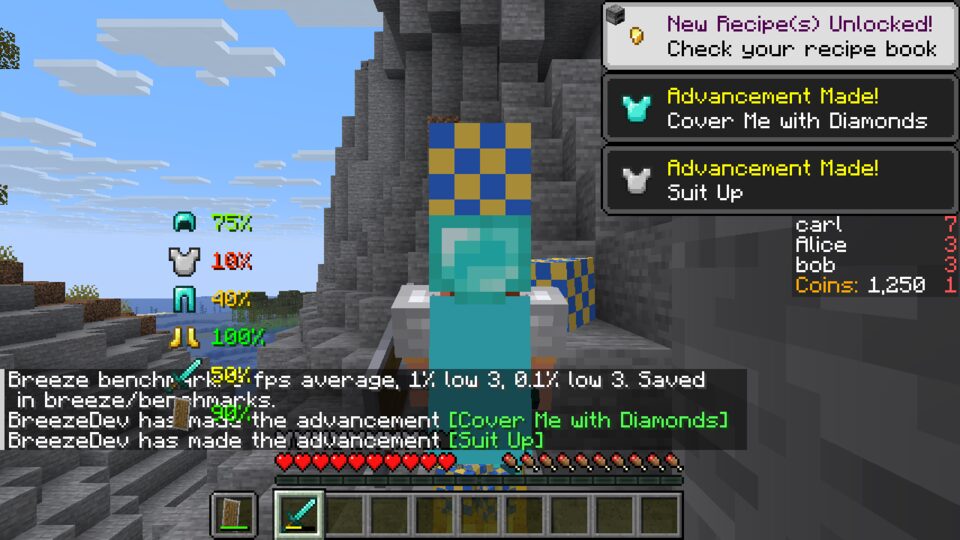 New Recipe(s) Unlocked!
Check your recipe book
Advancement Made!
Cover Me with Diamonds
Advancement Made!
Suit Up
carl 7
Alice 3
bob 3
Coins: 1,250 1
75%
10%
40%
100%
50%
90%
Breeze fps average, 1% low 3, 0.1% low 3. Saved
in breeze/benchmarks.
BreezeDev has made the advancement [Cover Me with Diamonds]
BreezeDev has made the advancement [Suit Up]